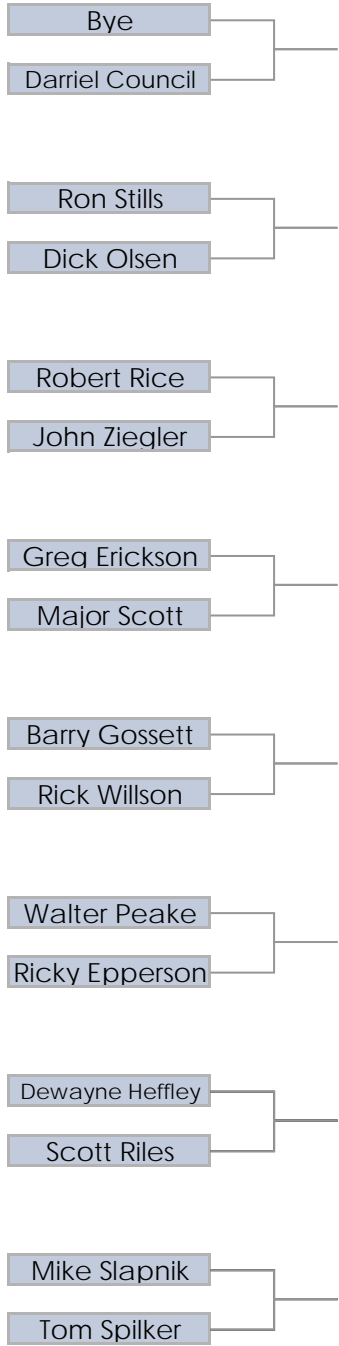 Bye
Darriel Council
Ron Stills
Dick Olsen
Robert Rice
John Ziegler
Greg Erickson
Major Scott
Barry Gossett
Rick Willson
Walter Peake
Ricky Epperson
Dewayne Heffley
Scott Riles
Mike Slapnik
Tom Spilker